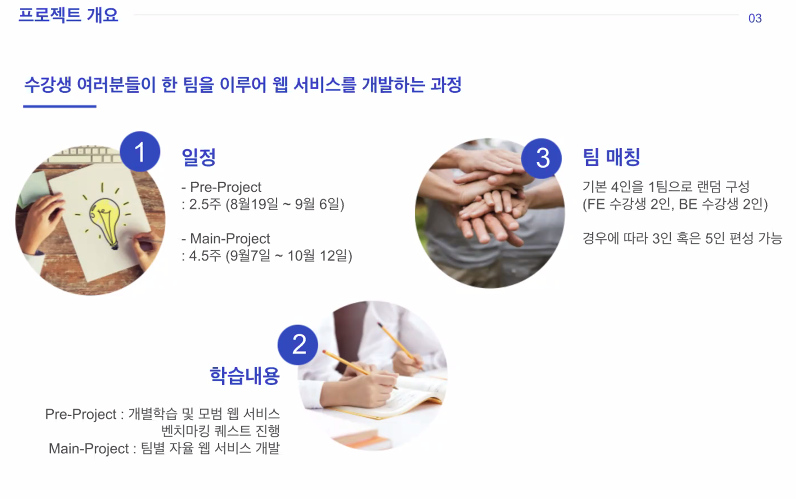 프로젝트 개요
03
수강생 여러분들이 한 팀을 이루어 웹 서비스를 개발하는 과정
1
일정
- Pre-Project
: 2.5주 (8월19일 ~ 9월 6일)
- Main-Project
: 4.5주 (9월7일 ~ 10월 12일)
2
학습내용
Pre-Project : 개별학습 및 모범 웹 서비스
벤치마킹 퀘스트 진행
Main-Project : 팀별 자율 웹 서비스 개발
3
팀 매칭
기본 4인을 1팀으로 랜덤 구성
(FE 수강생 2인, BE 수강생 2인)
경우에 따라 3인 혹은 5인 편성 가능